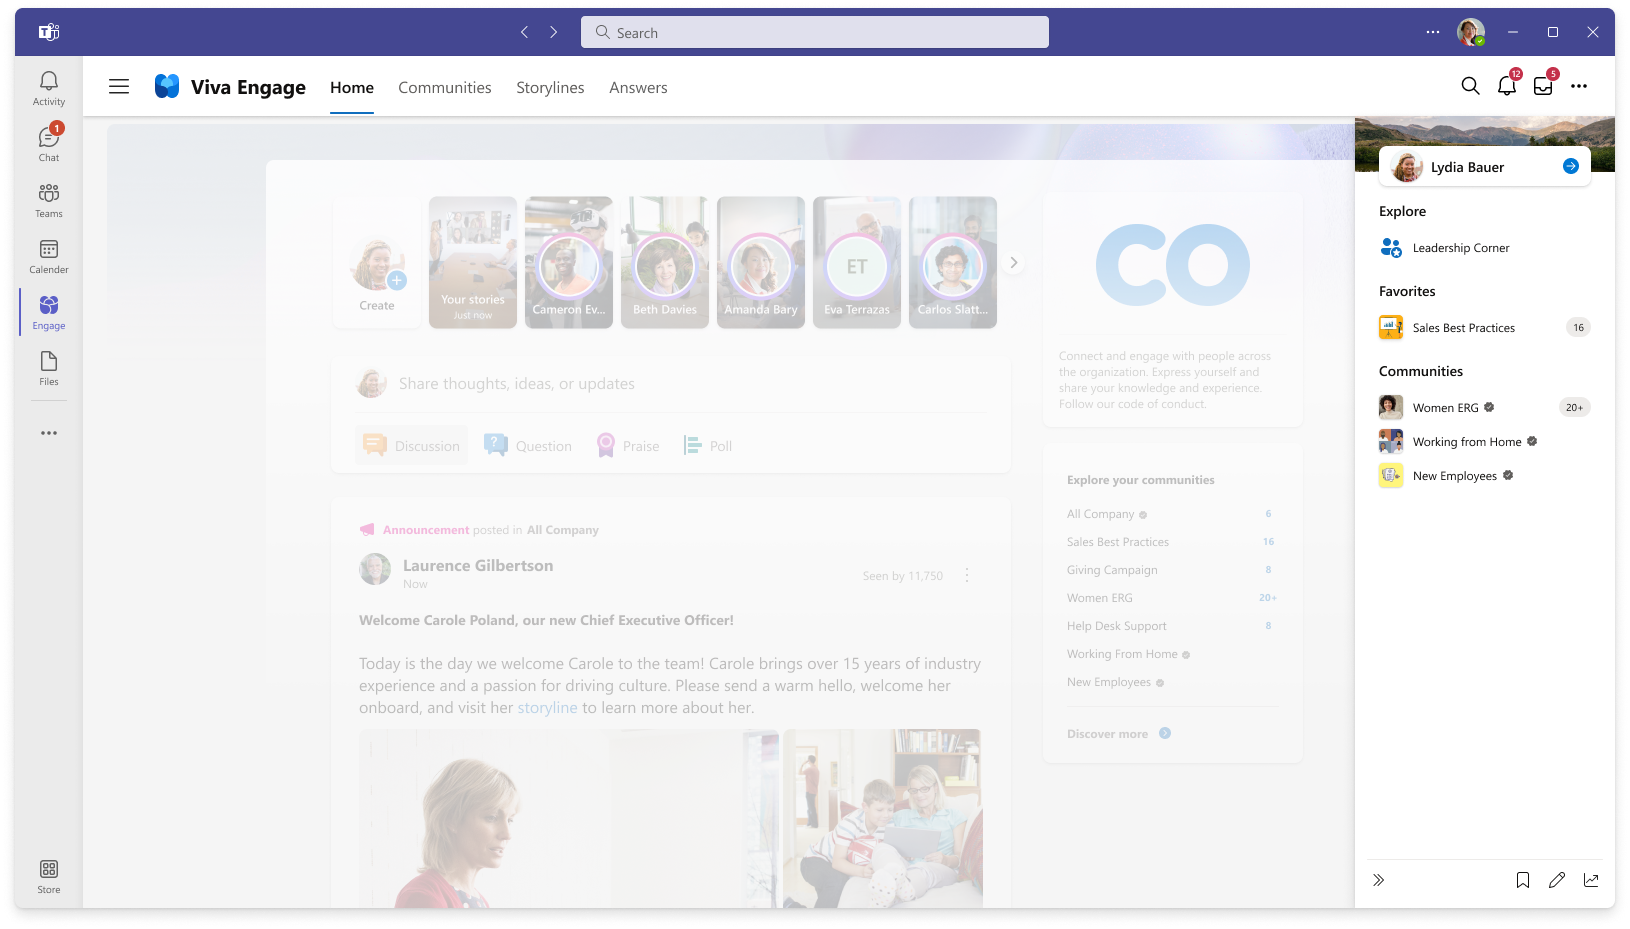 Search
Activity
1
Chat
Teams
Calender
Engage
Files
Store
Viva Engage
Home
Communities
Storylines
Answers
12
5
Create
Your stories
Just now
Cameron Ev...
Beth Davies
Amanda Bary
ET
Eva Terrazas
Carlos Slatt...
Share thoughts, ideas, or updates
Discussion
Question
Praise
Poll
Announcement posted in All Company
Laurence Gilbertson
Now
Seen by 11,750
Welcome Carole Poland, our new Chief Executive Officer!
Today is the day we welcome Carole to the team! Carole brings over 15 years of industry
experience and a passion for driving culture. Please send a warm hello, welcome her
onboard, and visit her storyline to learn more about her.
CO
Connect and engage with people across
the organization. Express yourself and
share your knowledge and experience.
Follow our code of conduct.
Explore your communities
All Company 6
Sales Best Practices 16
Giving Campaign 8
Women ERG 20+
Help Desk Support 8
Working From Home
New Employees
Discover more
Lydia Bauer
Explore
Leadership Corner
Favorites
Sales Best Practices 16
Communities
Women ERG 20+
Working from Home
New Employees